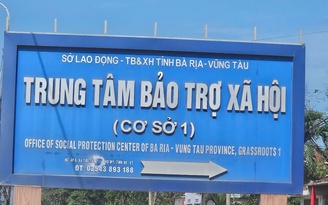 SỞ LAO ĐỘNG - TB&XH TỈNH BÀ RỊA - VŨNG TÀU
TRUNG TÂM BẢO TRỢ XÃ HỘI
(CƠ SỞ 1)
OFFICE OF SOCIAL PROTECTION CENTER OF BA RIA - VUNG TAU PROVINCE, GRASSROOTS 1
ĐT 02543 893 188